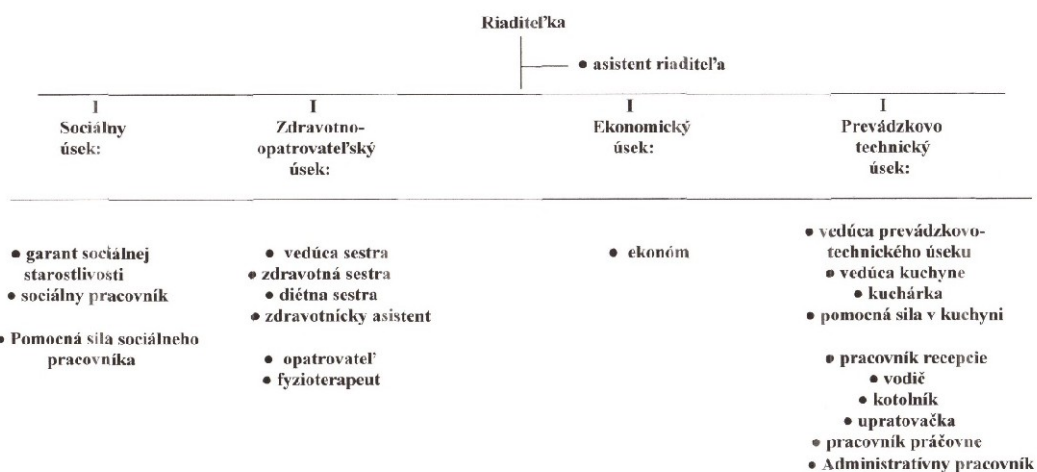 Riaditeľka
• asistent riaditeľa
I
Sociálny
úsek:
I
Zdravotno-
opatrovateľský
úsek:
I
Ekonomický
úsek:
I
Prevádzkovo
technický
úsek:
• garant sociálnej
starostlivosti
• sociálny pracovník
• Pomocná sila sociálneho
pracovníka
• vedúca sestra
• zdravotná sestra
• diétna sestra
• zdravotnícky asistent
• opatrovateľ
• fyzioterapeut
• ekonóm
• vedúca prevádzkovo-
technického úseku
• vedúca kuchyne
• kuchárka
• pomocná sila v kuchyni
• pracovník recepcie
• vodič
• kotolník
• upratovačka
• pracovník práčovne
• Administratívny pracovník